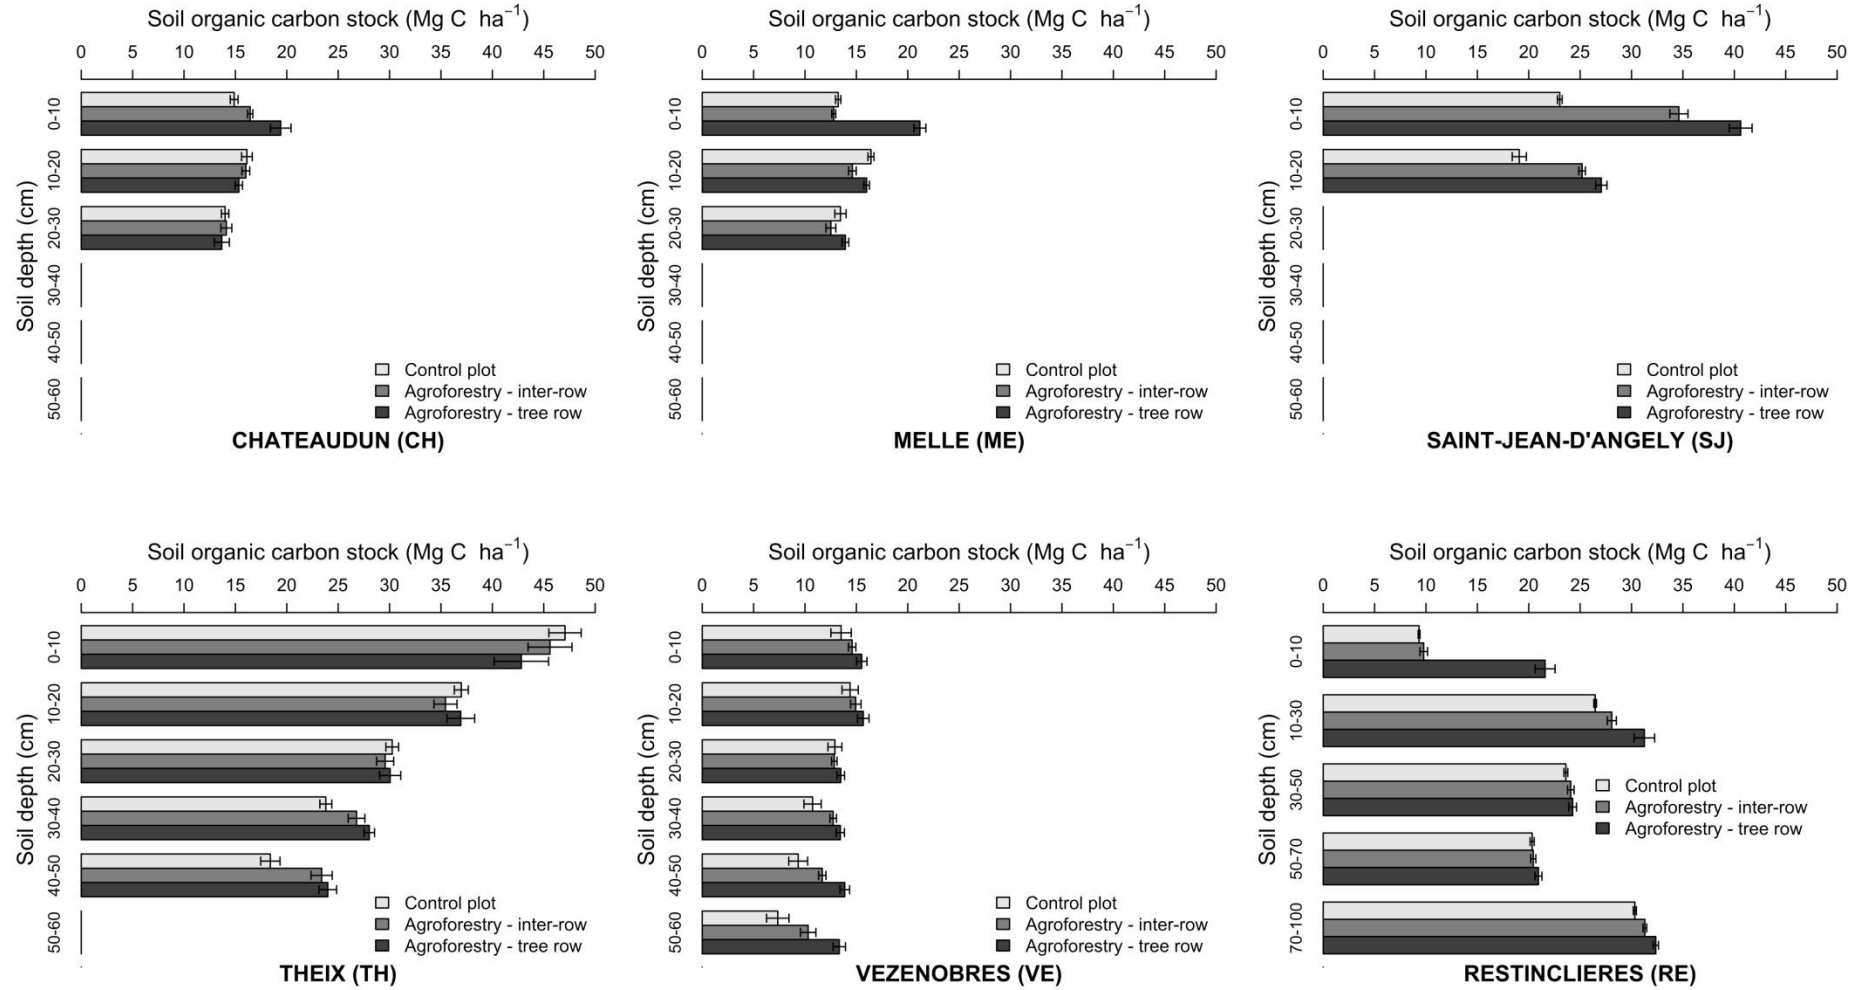 Soil organic carbon stock (Mg C ha⁻¹)
0 5 10 15 20 25 30 35 40 45 50
Soil depth (cm)
0-10
10-20
20-30
30-40
40-50
50-60
Control plot
Agroforestry - inter-row
Agroforestry - tree row
CHATEAUDUN (CH)
Soil organic carbon stock (Mg C ha⁻¹)
0 5 10 15 20 25 30 35 40 45 50
Soil depth (cm)
0-10
10-20
20-30
30-40
40-50
50-60
Control plot
Agroforestry - inter-row
Agroforestry - tree row
MELLE (ME)
Soil organic carbon stock (Mg C ha⁻¹)
0 5 10 15 20 25 30 35 40 45 50
Soil depth (cm)
0-10
10-20
20-30
30-40
40-50
50-60
Control plot
Agroforestry - inter-row
Agroforestry - tree row
SAINT-JEAN-D'ANGELY (SJ)
Soil organic carbon stock (Mg C ha⁻¹)
0 5 10 15 20 25 30 35 40 45 50
Soil depth (cm)
0-10
10-20
20-30
30-40
40-50
50-60
Control plot
Agroforestry - inter-row
Agroforestry - tree row
THEIX (TH)
Soil organic carbon stock (Mg C ha⁻¹)
0 5 10 15 20 25 30 35 40 45 50
Soil depth (cm)
0-10
10-20
20-30
30-40
40-50
50-60
Control plot
Agroforestry - inter-row
Agroforestry - tree row
VEZENOBRES (VE)
Soil organic carbon stock (Mg C ha⁻¹)
0 5 10 15 20 25 30 35 40 45 50
Soil depth (cm)
0-10
10-30
30-50
50-70
70-100
Control plot
Agroforestry - inter-row
Agroforestry - tree row
RESTINCLIERES (RE)